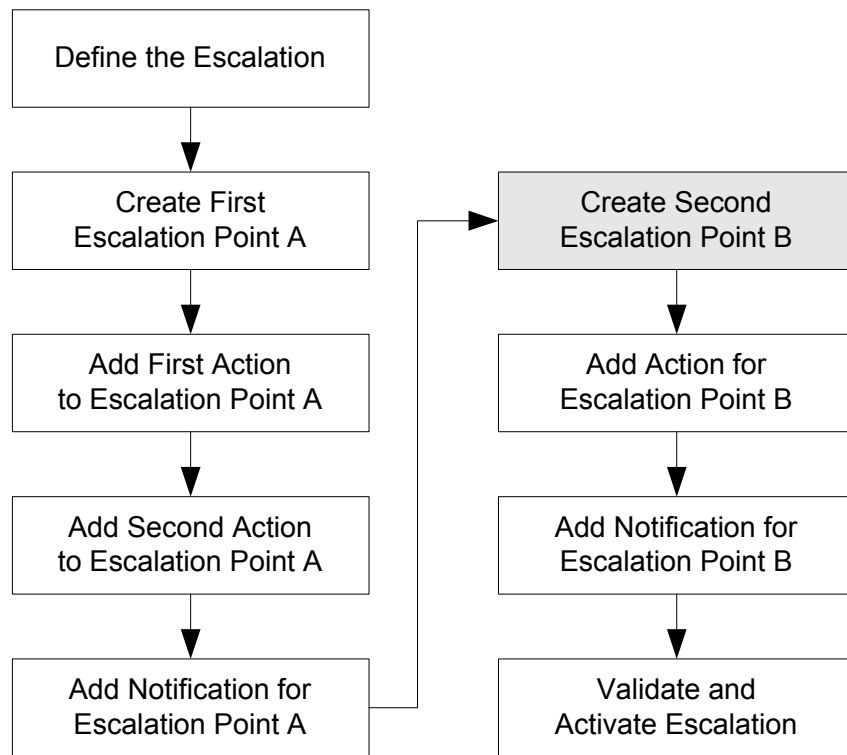 Define the Escalation
Create First
Escalation Point A
Add First Action
to Escalation Point A
Add Second Action
to Escalation Point A
Add Notification for
Escalation Point A
Create Second
Escalation Point B
Add Action for
Escalation Point B
Add Notification for
Escalation Point B
Validate and
Activate Escalation